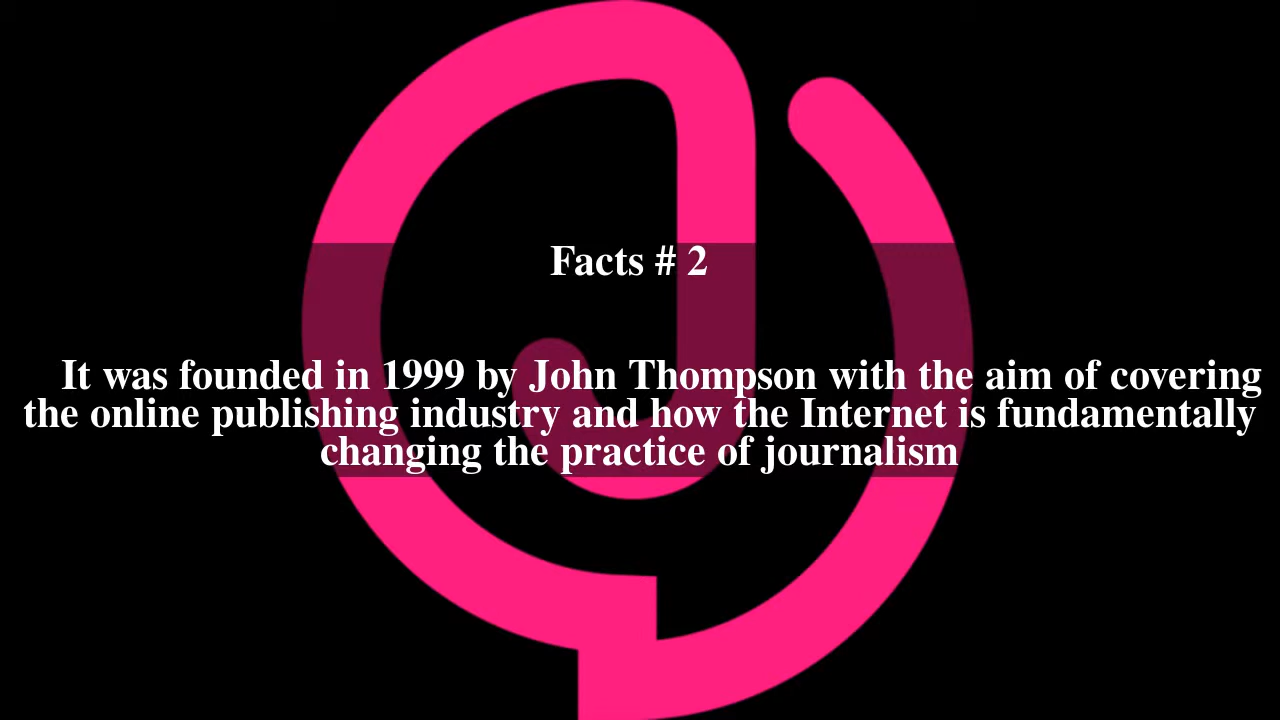 Facts # 2
It was founded in 1999 by John Thompson with the aim of covering
the online publishing industry and how the Internet is fundamentally
changing the practice of journalism